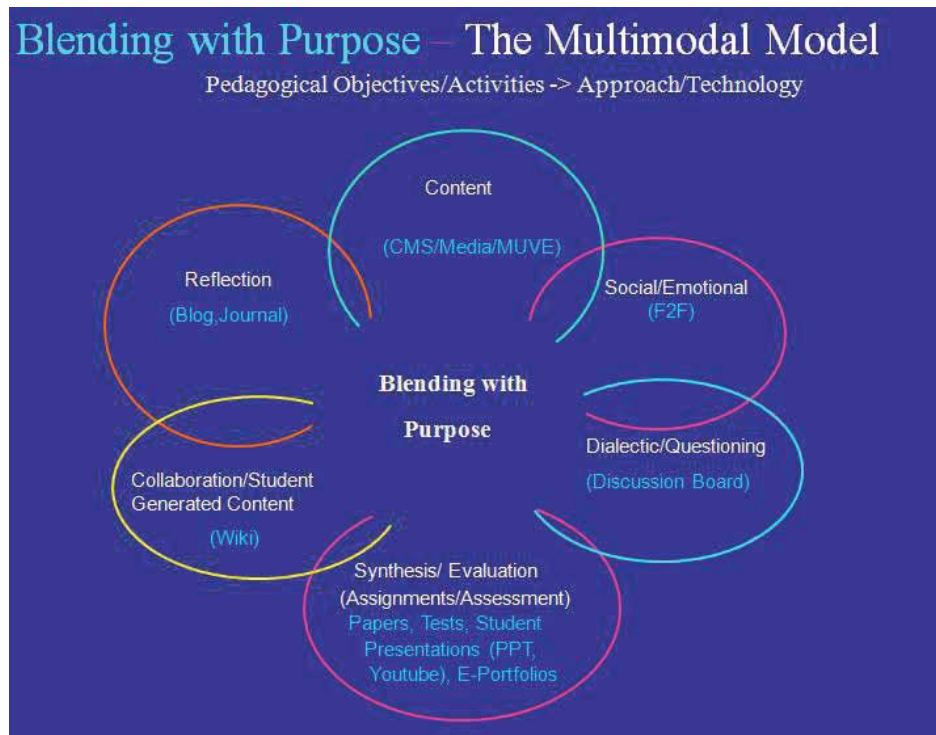 Blending with Purpose – The Multimodal Model
Pedagogical Objectives/Activities -> Approach/Technology
Content
(CMS/Media/MUVE)
Social/Emotional
(F2F)
Reflection
(Blog,Journal)
Blending with
Purpose
Dialectic/Questioning
(Discussion Board)
Collaboration/Student
Generated Content
(Wiki)
Synthesis/ Evaluation
(Assignments/Assessment)
Papers, Tests, Student
Presentations (PPT,
Youtube), E-Portfolios